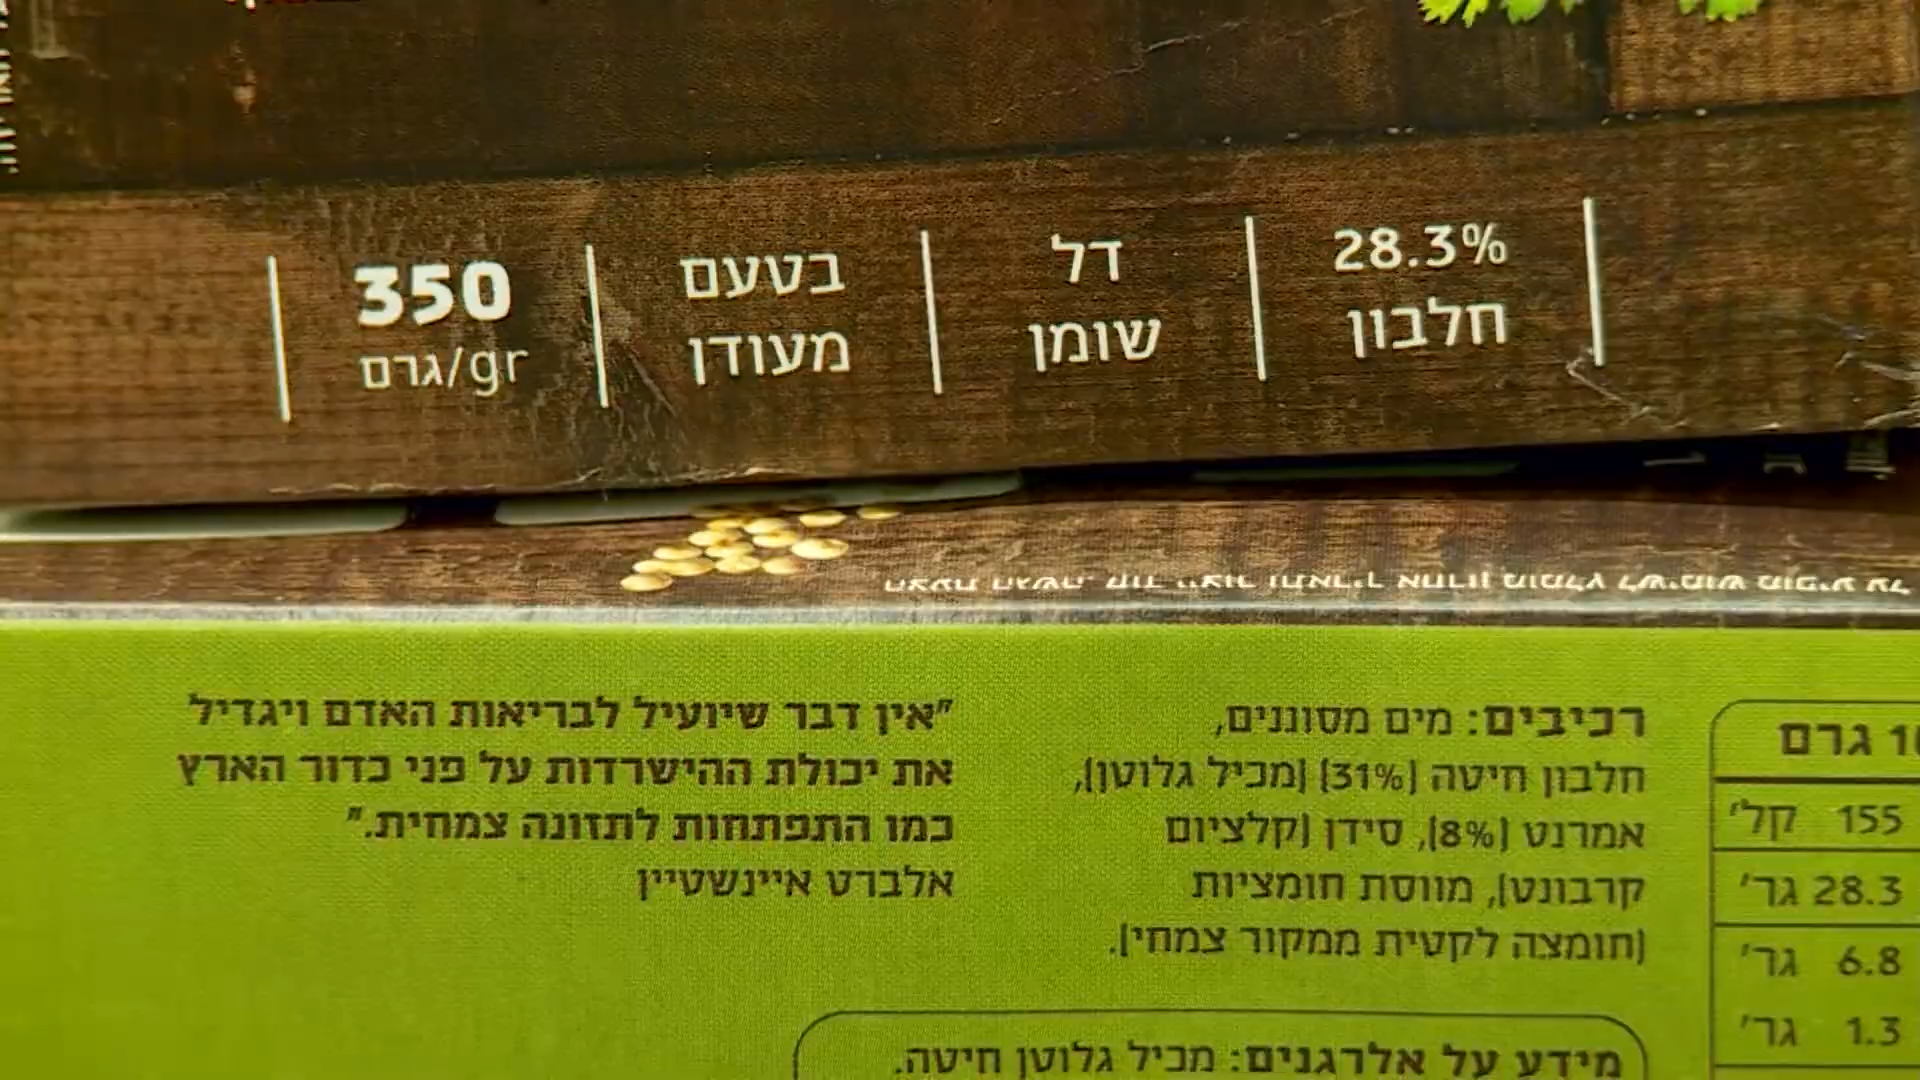 28.3%
חלבון
דל
שומן
בטעם
מעודן
350
גרם/gr
רכיבים: מים מסוננים,
חלבון חיטה (31%) (מכיל גלוטן),
אמרנט (8%), סידן (קלציום
קרבונט), מווסת חומציות
(חומצה לקטית ממקור צמחי).
"אין דבר שיועיל לבריאות האדם ויגדיל
את יכולת ההישרדות על פני כדור הארץ
כמו התפתחות לתזונה צמחית."
אלברט איינשטיין
גרם
155 קל'
28.3 גר'
6.8 גר'
1.3 גר'
מידע על אלרגנים: מכיל גלוטן חיטה.